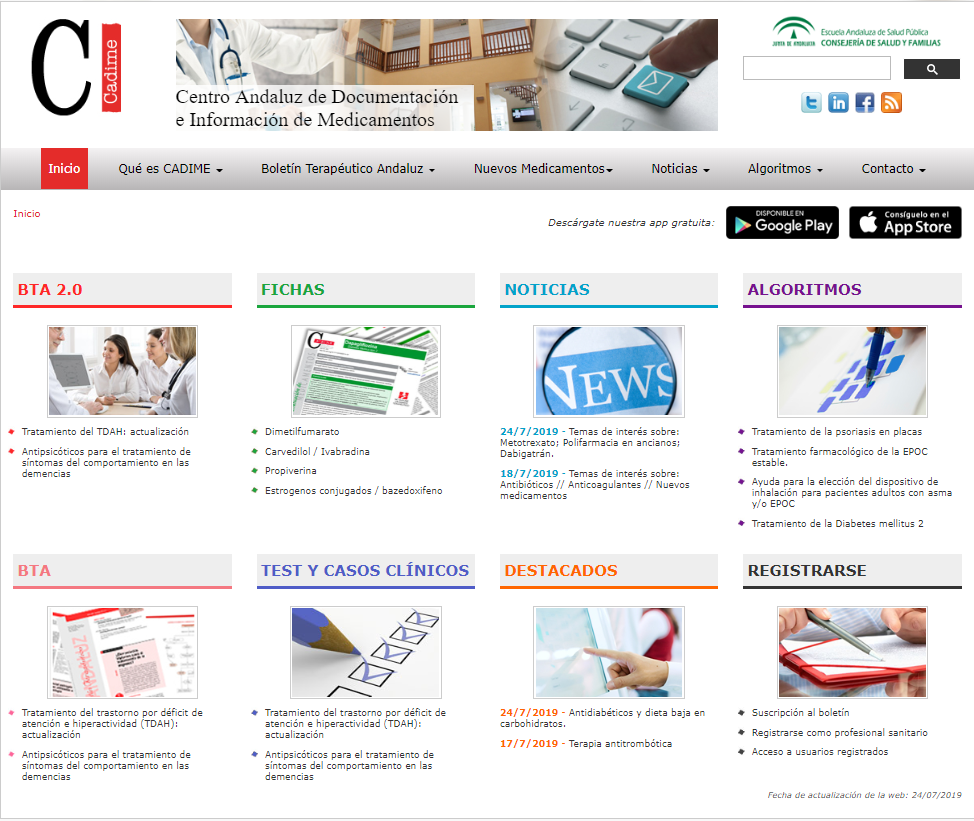 C
Cadime
Centro Andaluz de Documentación
e Información de Medicamentos
JUNTA DE ANDALUCIA
Escuela Andaluza de Salud Pública
CONSEJERÍA DE SALUD Y FAMILIAS
Inicio
Qué es CADIME
Boletín Terapéutico Andaluz
Nuevos Medicamentos
Noticias
Algoritmos
Contacto
Inicio
Descárgate nuestra app gratuita:
DISPONIBLE EN
Google Play
Consíguelo en el
App Store
BTA 2.0
Tratamiento del TDAH: actualización
Antipsicóticos para el tratamiento de
síntomas del comportamiento en las
demencias
FICHAS
Dapagliflozina
Dimetilfumarato
Carvedilol / Ivabradina
Propiverina
Estrogenos conjugados / bazedoxifeno
NOTICIAS
NEWS
24/7/2019 - Temas de interés sobre:
Metotrexato; Polifarmacia en ancianos;
Dabigatrán.
18/7/2019 - Temas de interés sobre:
Antibióticos // Anticoagulantes // Nuevos
medicamentos
ALGORITMOS
Tratamiento de la psoriasis en placas
Tratamiento farmacológico de la EPOC
estable.
Ayuda para la elección del dispositivo de
inhalación para pacientes adultos con asma
y/o EPOC
Tratamiento de la Diabetes mellitus 2
BTA
Tratamiento del trastorno por déficit de
atención e hiperactividad (TDAH):
actualización
Antipsicóticos para el tratamiento de
síntomas del comportamiento en las
demencias
TEST Y CASOS CLÍNICOS
Tratamiento del trastorno por déficit de
atención e hiperactividad (TDAH):
actualización
Antipsicóticos para el tratamiento de
síntomas del comportamiento en las
demencias
DESTACADOS
24/7/2019 - Antidiabéticos y dieta baja en
carbohidratos.
17/7/2019 - Terapia antitrombótica
REGISTRARSE
Suscripción al boletín
Registrarse como profesional sanitario
Acceso a usuarios registrados
Fecha de actualización de la web: 24/07/2019